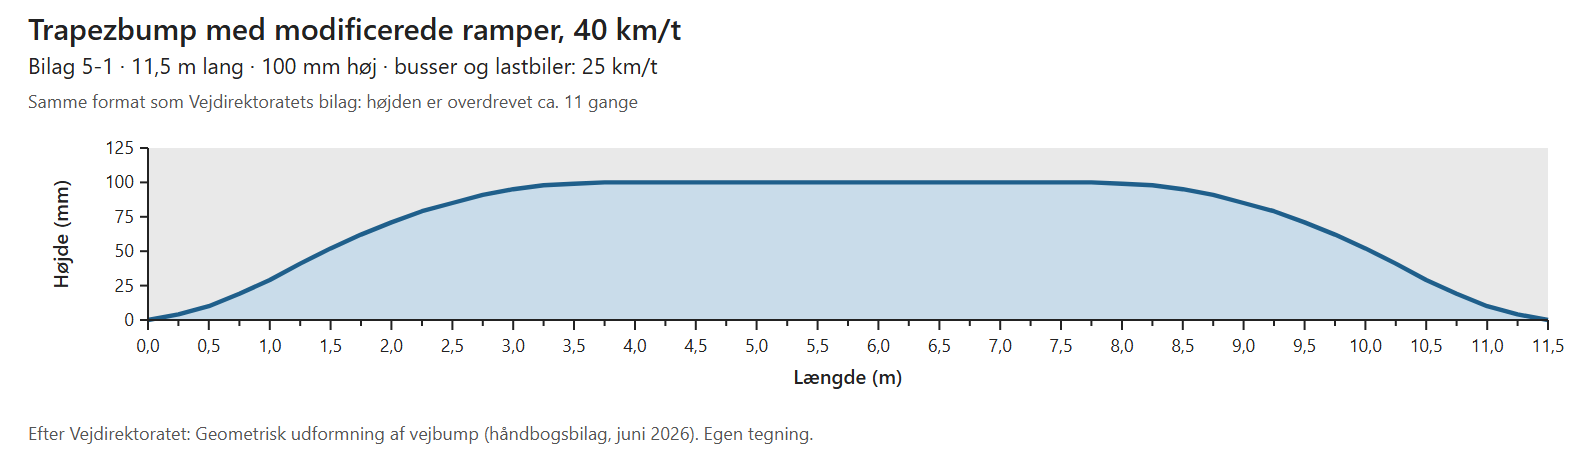 Trapezbump med modificerede ramper, 40 km/t
Bilag 5-1 · 11,5 m lang · 100 mm høj · busser og lastbiler: 25 km/t
Samme format som Vejdirektoratets bilag: højden er overdrevet ca. 11 gange
Højde (mm)
125
100
75
50
25
0
0,0 0,5 1,0 1,5 2,0 2,5 3,0 3,5 4,0 4,5 5,0 5,5 6,0 6,5 7,0 7,5 8,0 8,5 9,0 9,5 10,0 10,5 11,0 11,5
Længde (m)
Efter Vejdirektoratet: Geometrisk udformning af vejbump (håndbogsbilag, juni 2026). Egen tegning.